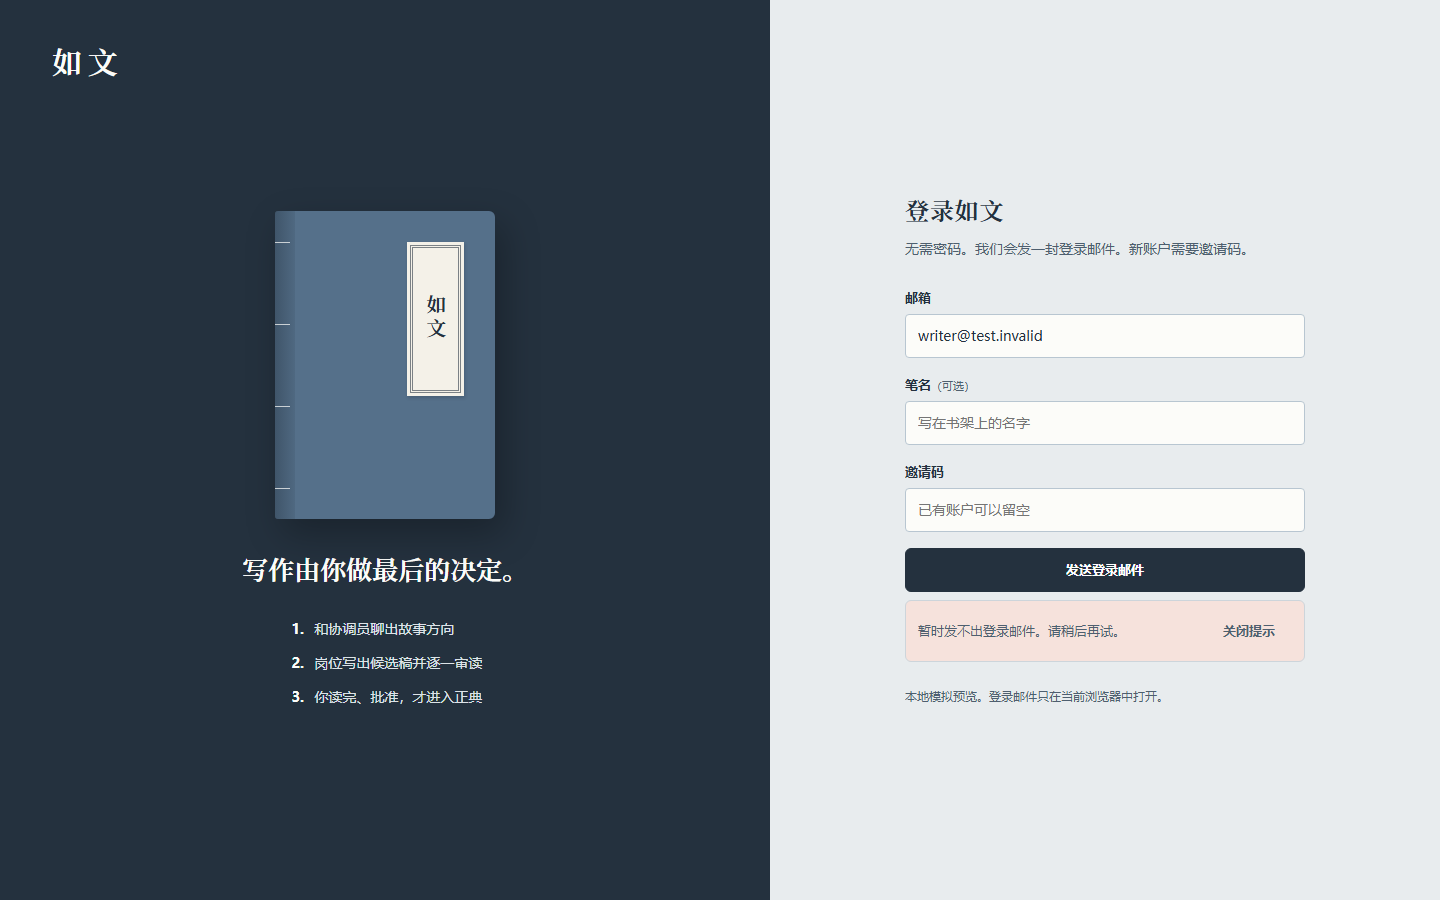 如文
如
文
写作由你做最后的决定。
1. 和协调员聊出故事方向
2. 岗位写出候选稿并逐一审读
3. 你读完、批准，才进入正典
登录如文
无需密码。我们会发一封登录邮件。新账户需要邀请码。
邮箱
writer@test.invalid
笔名（可选）
写在书架上的名字
邀请码
已有账户可以留空
发送登录邮件
暂时发不出登录邮件。请稍后再试。 关闭提示
本地模拟预览。登录邮件只在当前浏览器中打开。